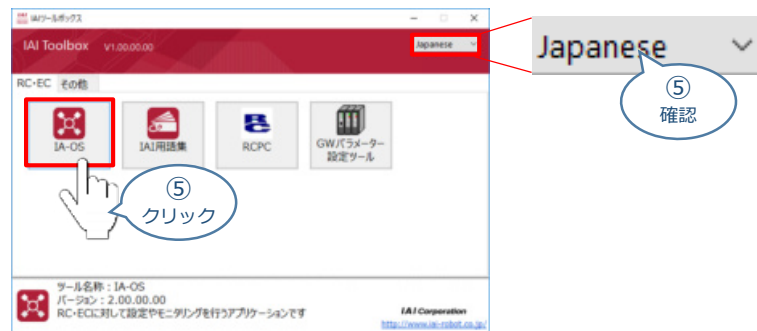 IAIツールボックス
IAI Toolbox V1.00.00.00
Japanese
RC・EC その他
IA-OS
IAI用語集
RCPC
GWパラメーター
設定ツール
⑤
クリック
ツール名称：IA-OS
バージョン：2.00.00.00
RC・ECに対して設定やモニタリングを行うアプリケーションです
IAI Corporation
http://www.iai-robot.co.jp/
Japanese
⑤
確認